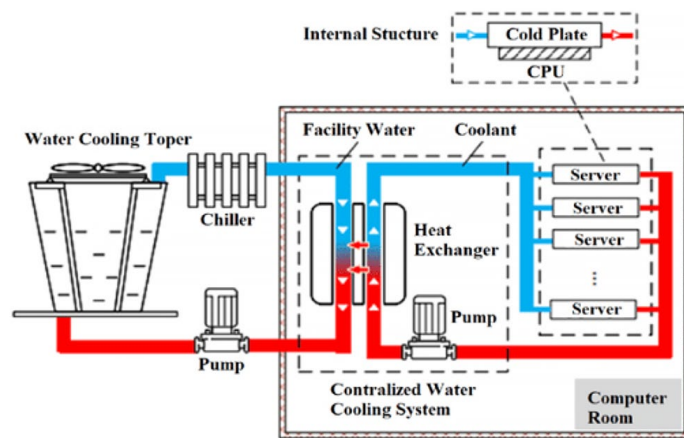 Internal Stucture
Cold Plate
CPU
Water Cooling Toper
Facility Water
Coolant
Server
Chiller
Server
Heat
Exchanger
Server
...
Pump
Server
Pump
Contralized Water
Cooling System
Computer
Room